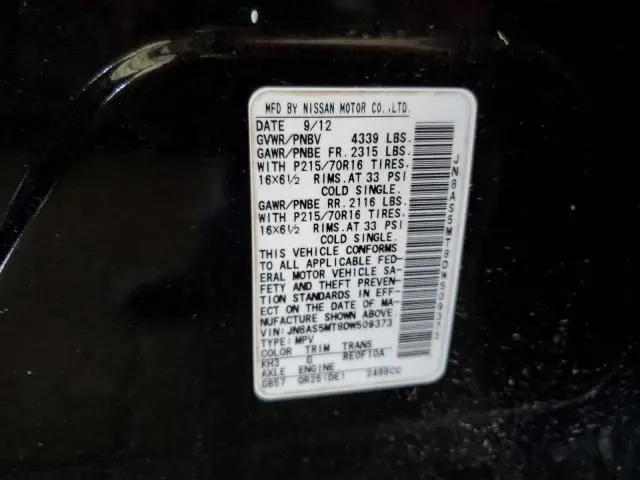 MFD BY NISSAN MOTOR CO.,LTD.
DATE 9/12
GVWR/PNBV 4339 LBS.
GAWR/PNBE FR. 2315 LBS.
WITH P215/70R16 TIRES.
16×6½ RIMS. AT 33 PSI
COLD SINGLE.
GAWR/PNBE RR. 2116 LBS.
WITH P215/70R16 TIRES.
16×6½ RIMS. AT 33 PSI
COLD SINGLE.
THIS VEHICLE CONFORMS
TO ALL APPLICABLE FED-
ERAL MOTOR VEHICLE SA-
FETY AND THEFT PREVEN-
TION STANDARDS IN EFF-
ECT ON THE DATE OF MA-
NUFACTURE SHOWN ABOVE.
VIN: JN8AS5MT8DW509373
TYPE: MPV
COLOR TRIM TRANS
KH3 G RE0F10A
AXLE ENGINE
GB57 QR25(DE) 2488CC
JN8AS5MT8DW509373